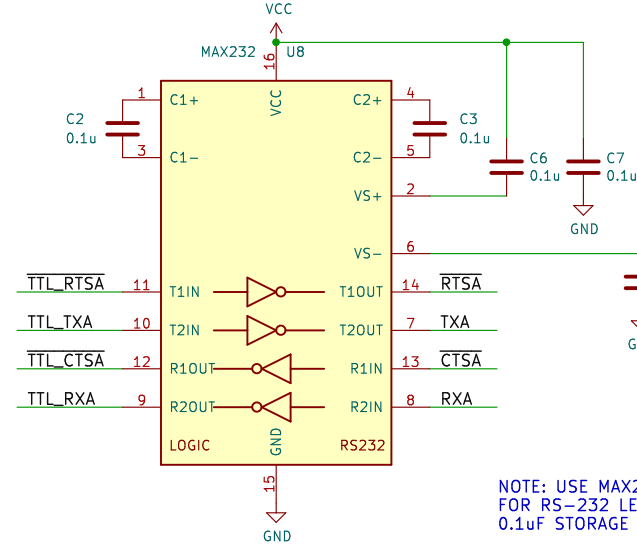 VCC
MAX232 U8
16
VCC
1 C1+ C2+ 4
C2 0.1u
C3 0.1u
3 C1- C2- 5
C6 0.1u
C7 0.1u
VS+ 2
GND
VS- 6
TTL_RTSA 11 T1IN T1OUT 14 RTSA
TTL_TXA 10 T2IN T2OUT 7 TXA
TTL_CTSA 12 R1OUT R1IN 13 CTSA
TTL_RXA 9 R2OUT R2IN 8 RXA
GND
LOGIC RS232
15
GND
NOTE: USE MAX2
FOR RS-232 LE
0.1uF STORAGE